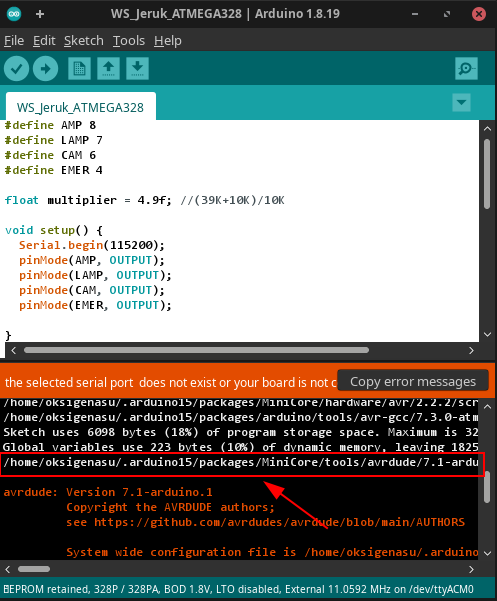 WS_Jeruk_ATMEGA328 | Arduino 1.8.19
File Edit Sketch Tools Help
WS_Jeruk_ATMEGA328
#define AMP 8
#define LAMP 7
#define CAM 6
#define EMER 4
float multiplier = 4.9f; //(39K+10K)/10K
void setup() {
Serial.begin(115200);
pinMode(AMP, OUTPUT);
pinMode(LAMP, OUTPUT);
pinMode(CAM, OUTPUT);
pinMode(EMER, OUTPUT);
}
the selected serial port does not exist or your board is not c
Copy error messages
/home/oksigenasu/.arduino15/packages/MiniCore/hardware/avr/2.2.2/scr
/home/oksigenasu/.arduino15/packages/arduino/tools/avr-gcc/7.3.0-atm
Sketch uses 6098 bytes (18%) of program storage space. Maximum is 32
Global variables use 223 bytes (10%) of dynamic memory, leaving 1825
/home/oksigenasu/.arduino15/packages/MiniCore/tools/avrdude/7.1-ardu
avrdude: Version 7.1-arduino.1
Copyright the AVRDUDE authors;
see https://github.com/avrdudes/avrdude/blob/main/AUTHORS
System wide configuration file is /home/oksigenasu/.arduino
BEPROM retained, 328P / 328PA, BOD 1.8V, LTO disabled, External 11.0592 MHz on /dev/ttyACM0